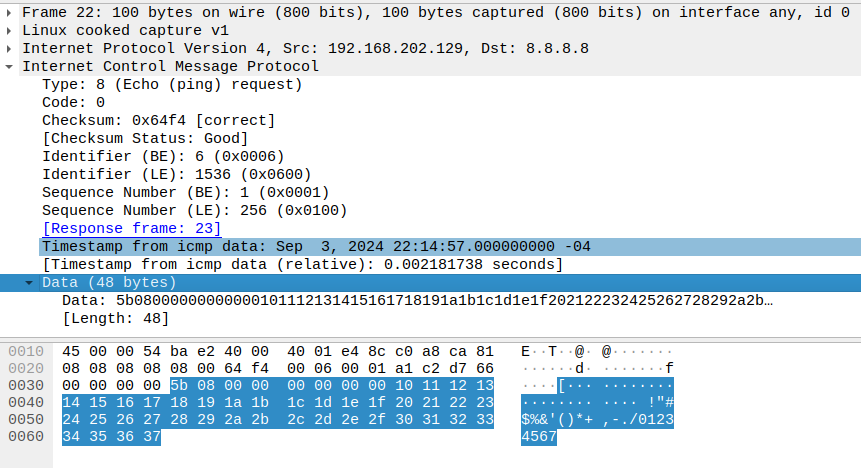 Frame 22: 100 bytes on wire (800 bits), 100 bytes captured (800 bits) on interface any, id 0
Linux cooked capture v1
Internet Protocol Version 4, Src: 192.168.202.129, Dst: 8.8.8.8
Internet Control Message Protocol
Type: 8 (Echo (ping) request)
Code: 0
Checksum: 0x64f4 [correct]
[Checksum Status: Good]
Identifier (BE): 6 (0x0006)
Identifier (LE): 1536 (0x0600)
Sequence Number (BE): 1 (0x0001)
Sequence Number (LE): 256 (0x0100)
[Response frame: 23]
Timestamp from icmp data: Sep  3, 2024 22:14:57.000000000 -04
[Timestamp from icmp data (relative): 0.002181738 seconds]
Data (48 bytes)
Data: 5b08000000000000101112131415161718191a1b1c1d1e1f202122232425262728292a2b…
[Length: 48]
0010 45 00 00 54 ba e2 40 00 40 01 e4 8c c0 a8 ca 81 E··T··@· @·······
0020 08 08 08 08 08 00 64 f4 00 06 00 01 a1 c2 d7 66 ······d· ·······f
0030 00 00 00 00 5b 08 00 00 00 00 00 00 10 11 12 13 ····[··· ········
0040 14 15 16 17 18 19 1a 1b 1c 1d 1e 1f 20 21 22 23 ········ ···· !"#
0050 24 25 26 27 28 29 2a 2b 2c 2d 2e 2f 30 31 32 33 $%&'()*+ ,-./0123
0060 34 35 36 37 4567